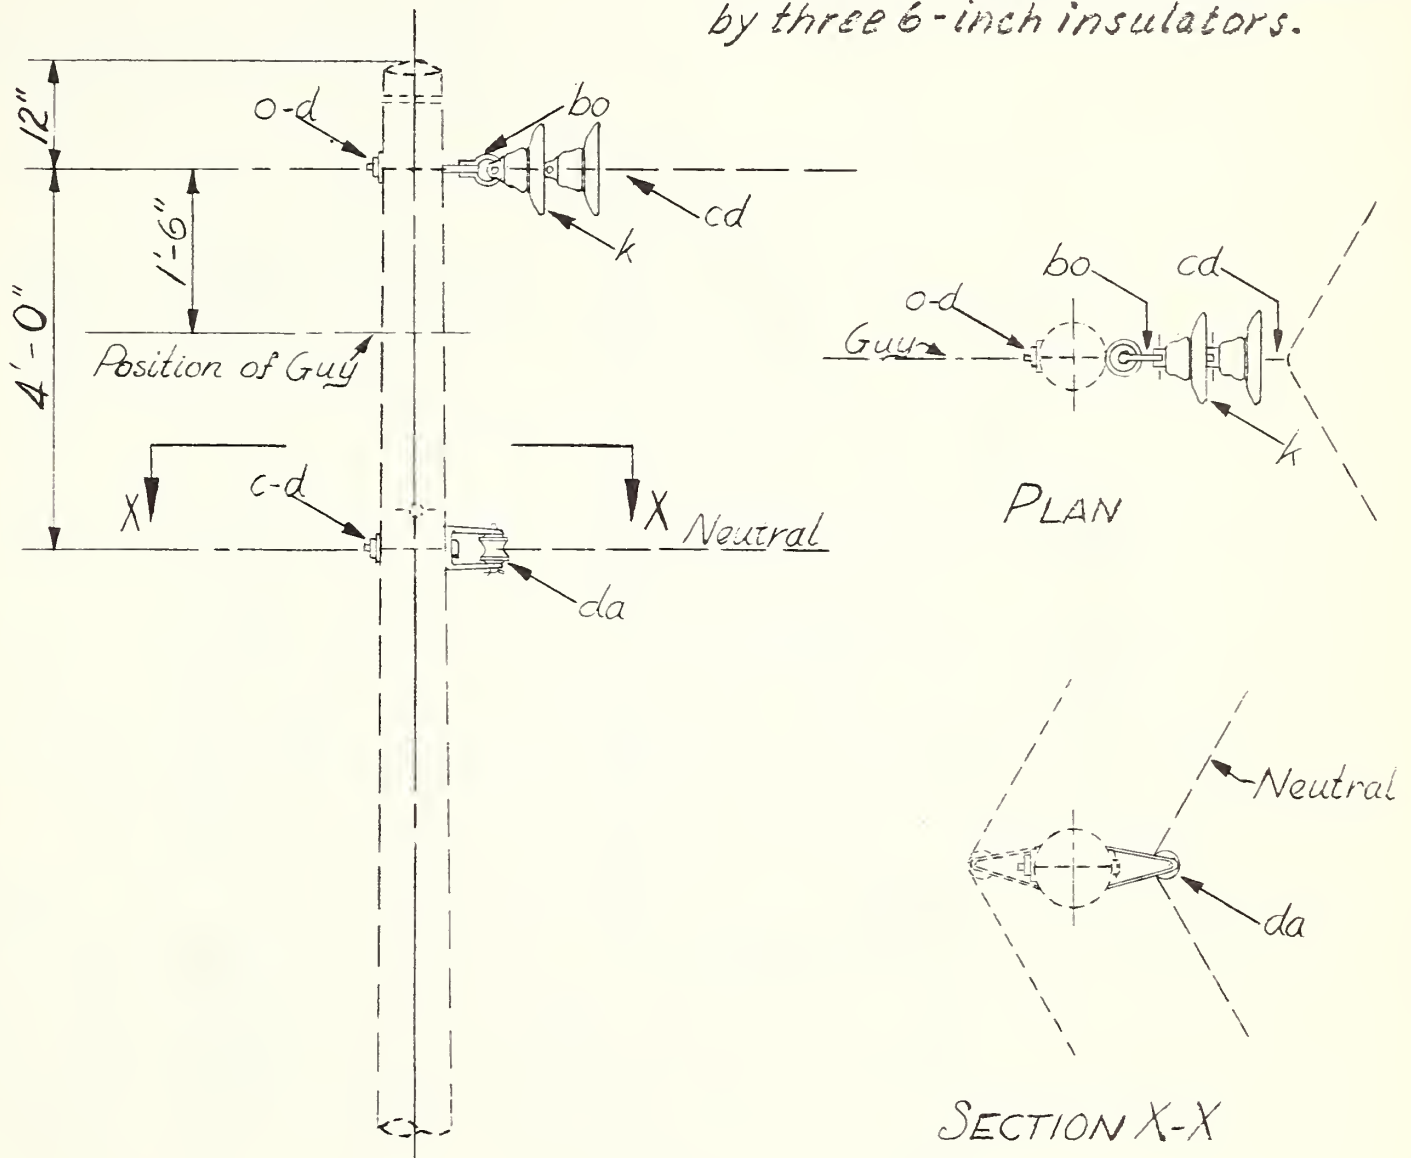 by three 6-inch insulators.
12"
o-d
bo
cd
k
1'-6"
4'-0"
Position of Guy
X
X
c-d
Neutral
da
bo
cd
o-d
Guy
k
PLAN
Neutral
da
SECTION X-X